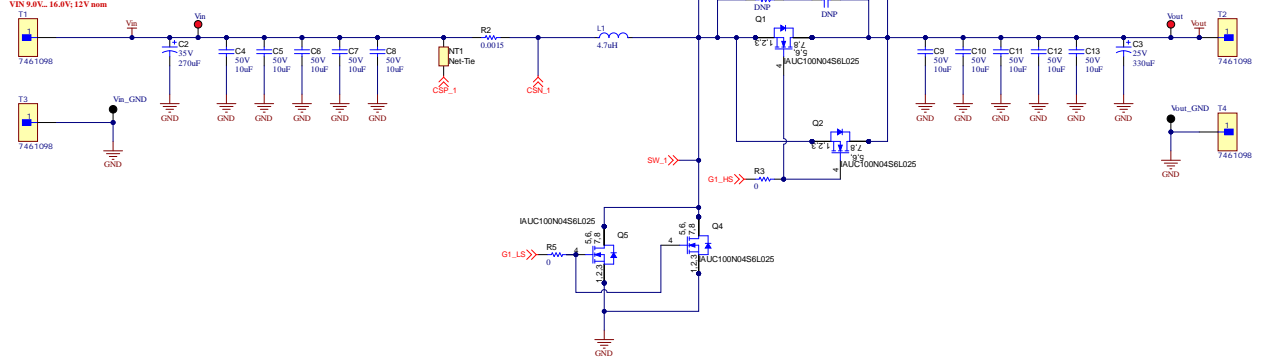 VIN 9.0V... 16.0V; 12V nom
T1
1
7461098
Vin
Vin
C2
35V
270uF
GND
C4
50V
10uF
GND
C5
50V
10uF
GND
C6
50V
10uF
GND
C7
50V
10uF
GND
C8
50V
10uF
GND
NT1
Net-Tie
CSP_1
R2
0.0015
CSN_1
L1
4.7uH
DNP
DNP
Q1
1,2,3
7,8,
5,6,
4
IAUC100N04S6L025
C9
50V
10uF
GND
C10
50V
10uF
GND
C11
50V
10uF
GND
C12
50V
10uF
GND
C13
50V
10uF
GND
C3
25V
330uF
GND
Vout
Vout
T2
1
7461098
T3
1
7461098
Vin_GND
GND
Q2
1,2,3
7,8,
5,6,
4
IAUC100N04S6L025
Vout_GND
GND
T4
1
7461098
SW_1
G1_HS
R3
0
IAUC100N04S6L025
5,6,
7,8
Q5
1,2,3
4
G1_LS
R5
0
5,6,
7,8
Q4
4
1,2,3
IAUC100N04S6L025
GND